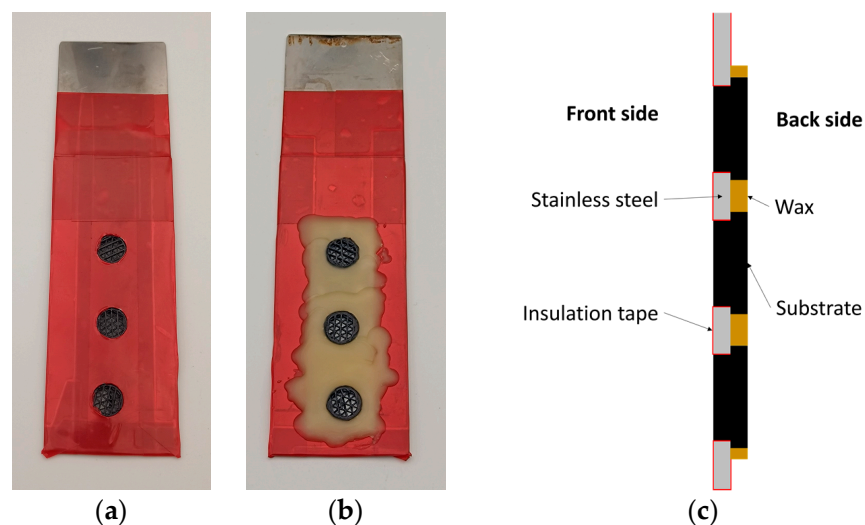 Front side
Back side
Stainless steel
Wax
Insulation tape
Substrate
(a)
(b)
(c)